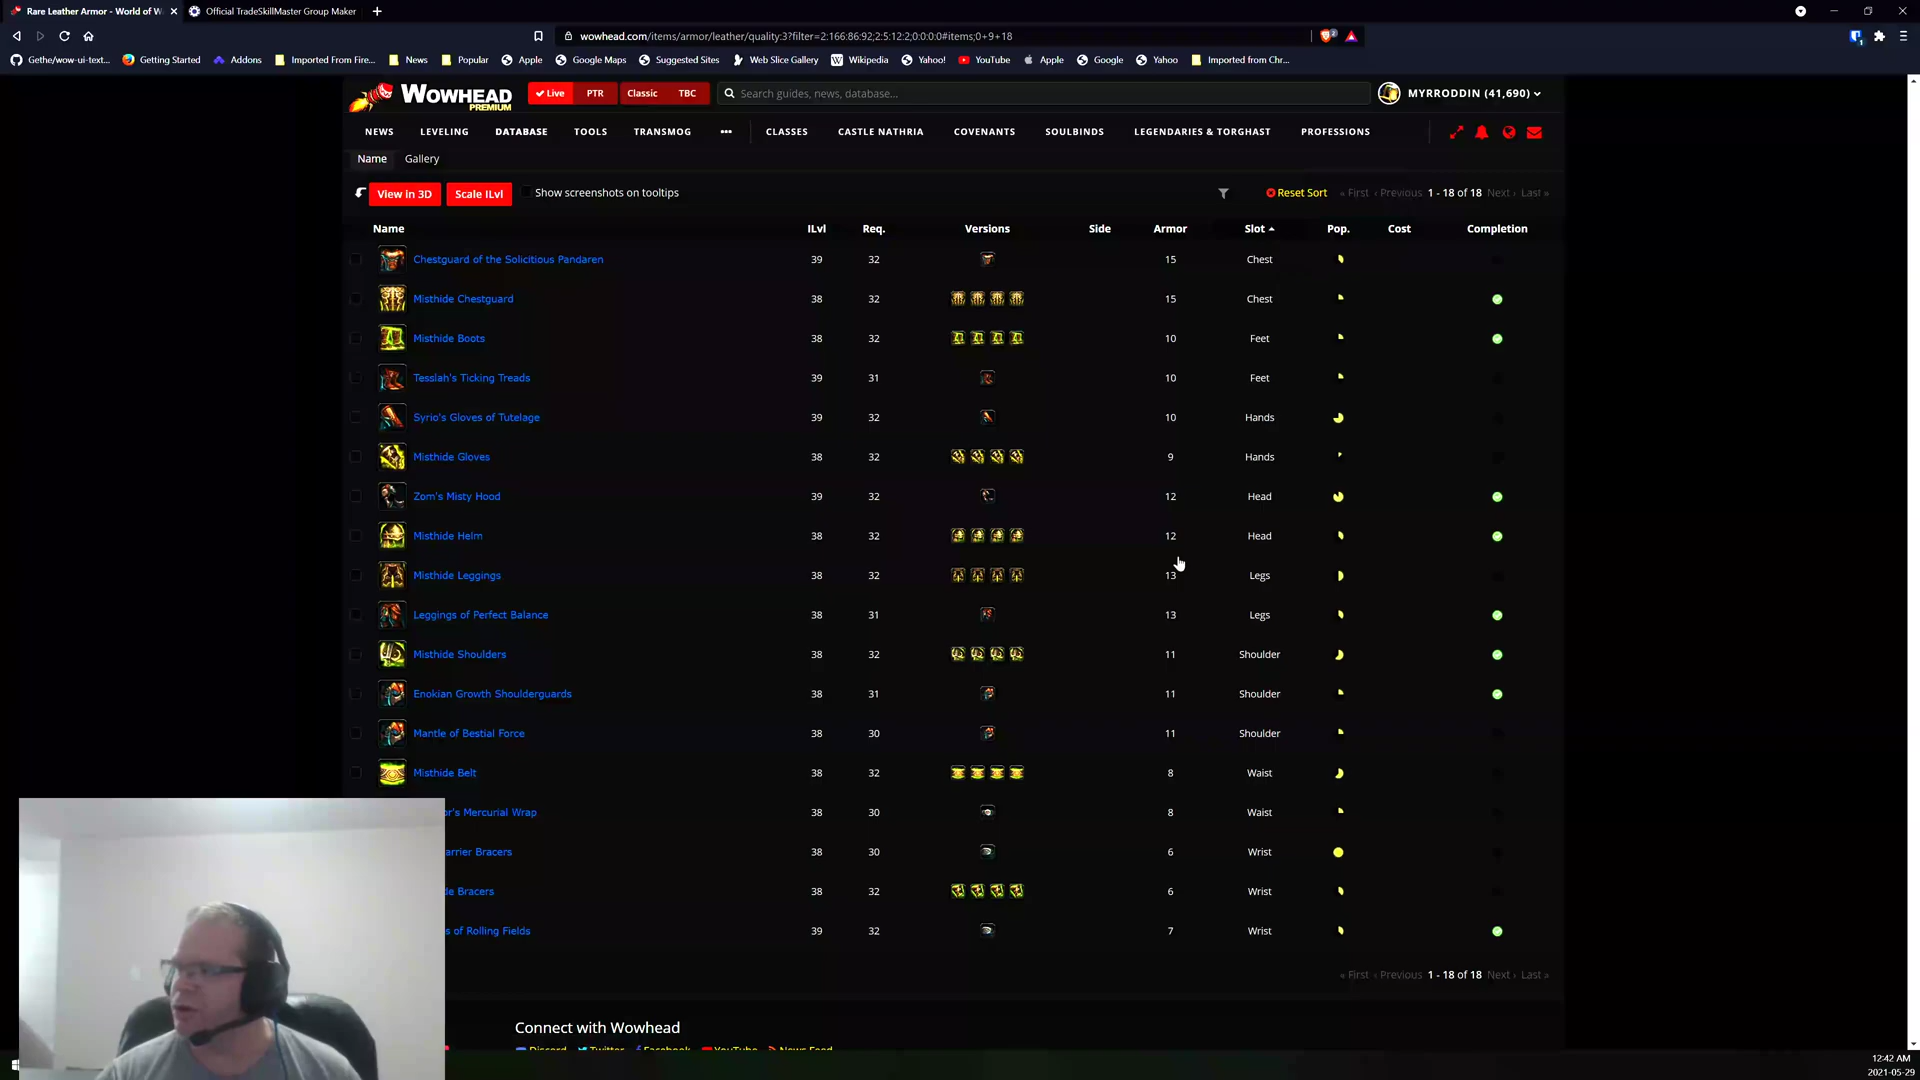 Rare Leather Armor - World of W
Official TradeSkillMaster Group Maker
wowhead.com/items/armor/leather/quality:3?filter=2:166:86:92;2:5:12:2;0:0:0:0#items;0+9+18
Gethe/wow-ui-text... Getting Started Addons Imported From Fire... News Popular Apple Google Maps Suggested Sites Web Slice Gallery Wikipedia Yahoo! YouTube Apple Google Yahoo Imported from Chr...
WOWHEAD PREMIUM Live PTR Classic TBC Search guides, news, database... MYRRODDIN (41,690)
NEWS LEVELING DATABASE TOOLS TRANSMOG ••• CLASSES CASTLE NATHRIA COVENANTS SOULBINDS LEGENDARIES & TORGHAST PROFESSIONS
Name Gallery
View in 3D Scale ILvl Show screenshots on tooltips Reset Sort « First ‹ Previous 1 - 18 of 18 Next › Last »
Name ILvl Req. Versions Side Armor Slot Pop. Cost Completion
Chestguard of the Solicitious Pandaren 39 32 15 Chest
Misthide Chestguard 38 32 15 Chest
Misthide Boots 38 32 10 Feet
Tessiah's Ticking Treads 39 31 10 Feet
Syrio's Gloves of Tutelage 39 32 10 Hands
Misthide Gloves 38 32 9 Hands
Zom's Misty Hood 39 32 12 Head
Misthide Helm 38 32 12 Head
Misthide Leggings 38 32 13 Legs
Leggings of Perfect Balance 38 31 13 Legs
Misthide Shoulders 38 32 11 Shoulder
Enokian Growth Shoulderguards 38 31 11 Shoulder
Mantle of Bestial Force 38 30 11 Shoulder
Misthide Belt 38 32 8 Waist
or's Mercurial Wrap 38 30 8 Waist
arrier Bracers 38 30 6 Wrist
de Bracers 38 32 6 Wrist
s of Rolling Fields 39 32 7 Wrist
« First ‹ Previous 1 - 18 of 18 Next › Last »
Connect with Wowhead
Discord Twitter Facebook YouTube News Feed
12:42 AM
2021-05-29